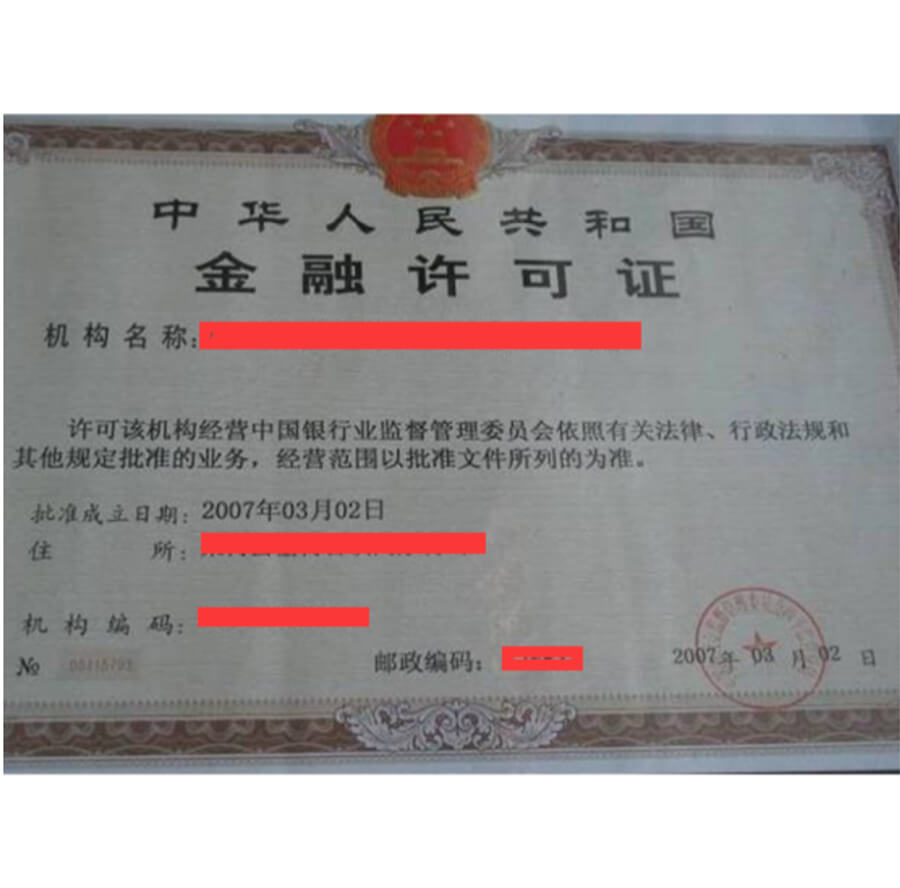 中华人民共和国
金融许可证
机构名称:
许可该机构经营中国银行业监督管理委员会依照有关法律、行政法规和
其他规定批准的业务，经营范围以批准文件所列的为准。
批准成立日期: 2007年03月02日
住 所:
机构编码:
№
邮政编码: 2007年 03 月 02 日